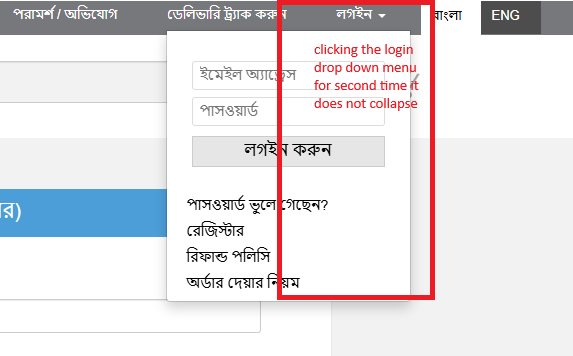 পরামর্শ / অভিযোগ ডেলিভারি ট্র্যাক করুন লগইন বাংলা ENG
clicking the login
drop down menu
for second time it
does not collapse
ইমেইল অ্যাড্রেস
পাসওয়ার্ড
লগইন করুন
পাসওয়ার্ড ভুলে গেছেন?
রেজিস্টার
রিফান্ড পলিসি
অর্ডার দেয়ার নিয়ম